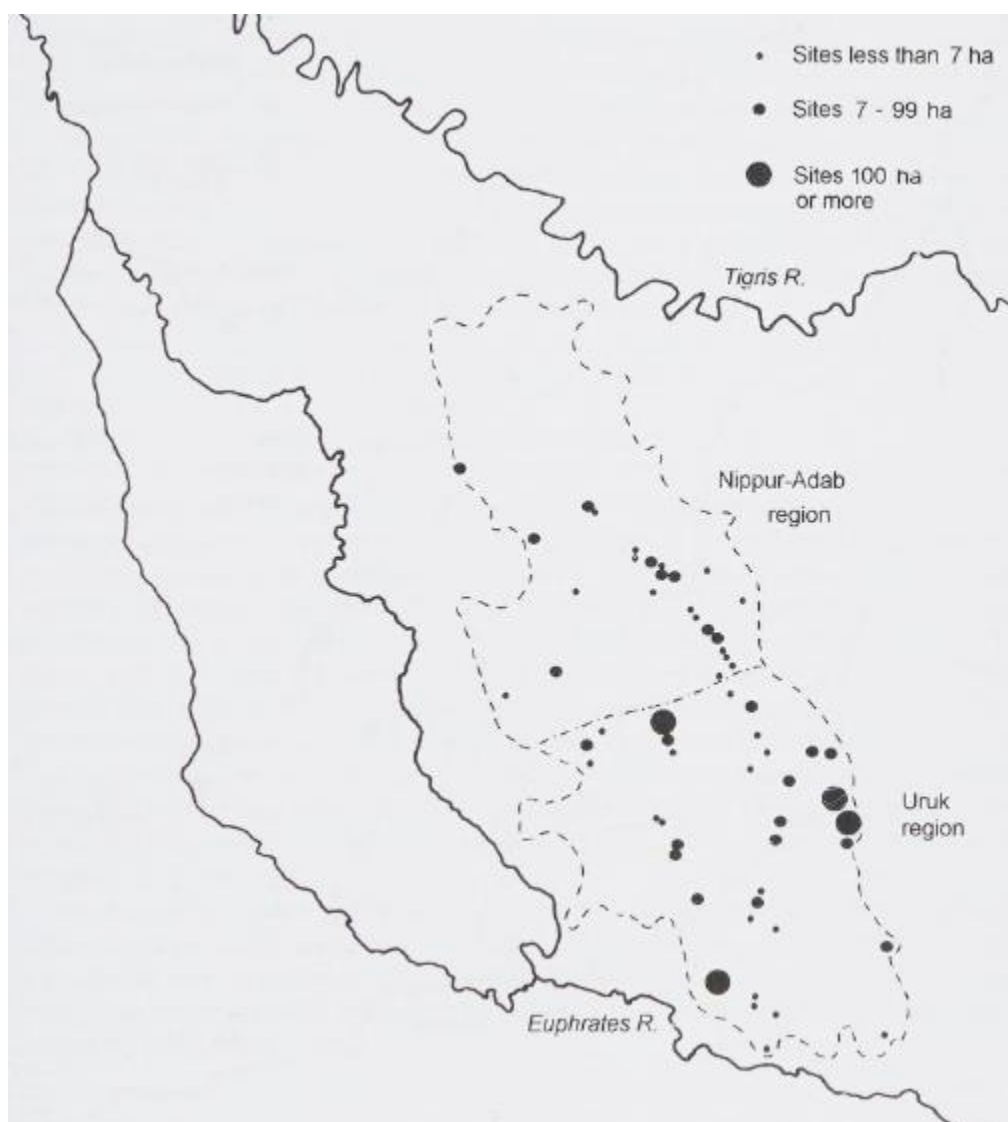 Sites less than 7 ha
Sites 7 - 99 ha
Sites 100 ha
or more
Tigris R.
Nippur-Adab
region
Uruk
region
Euphrates R.